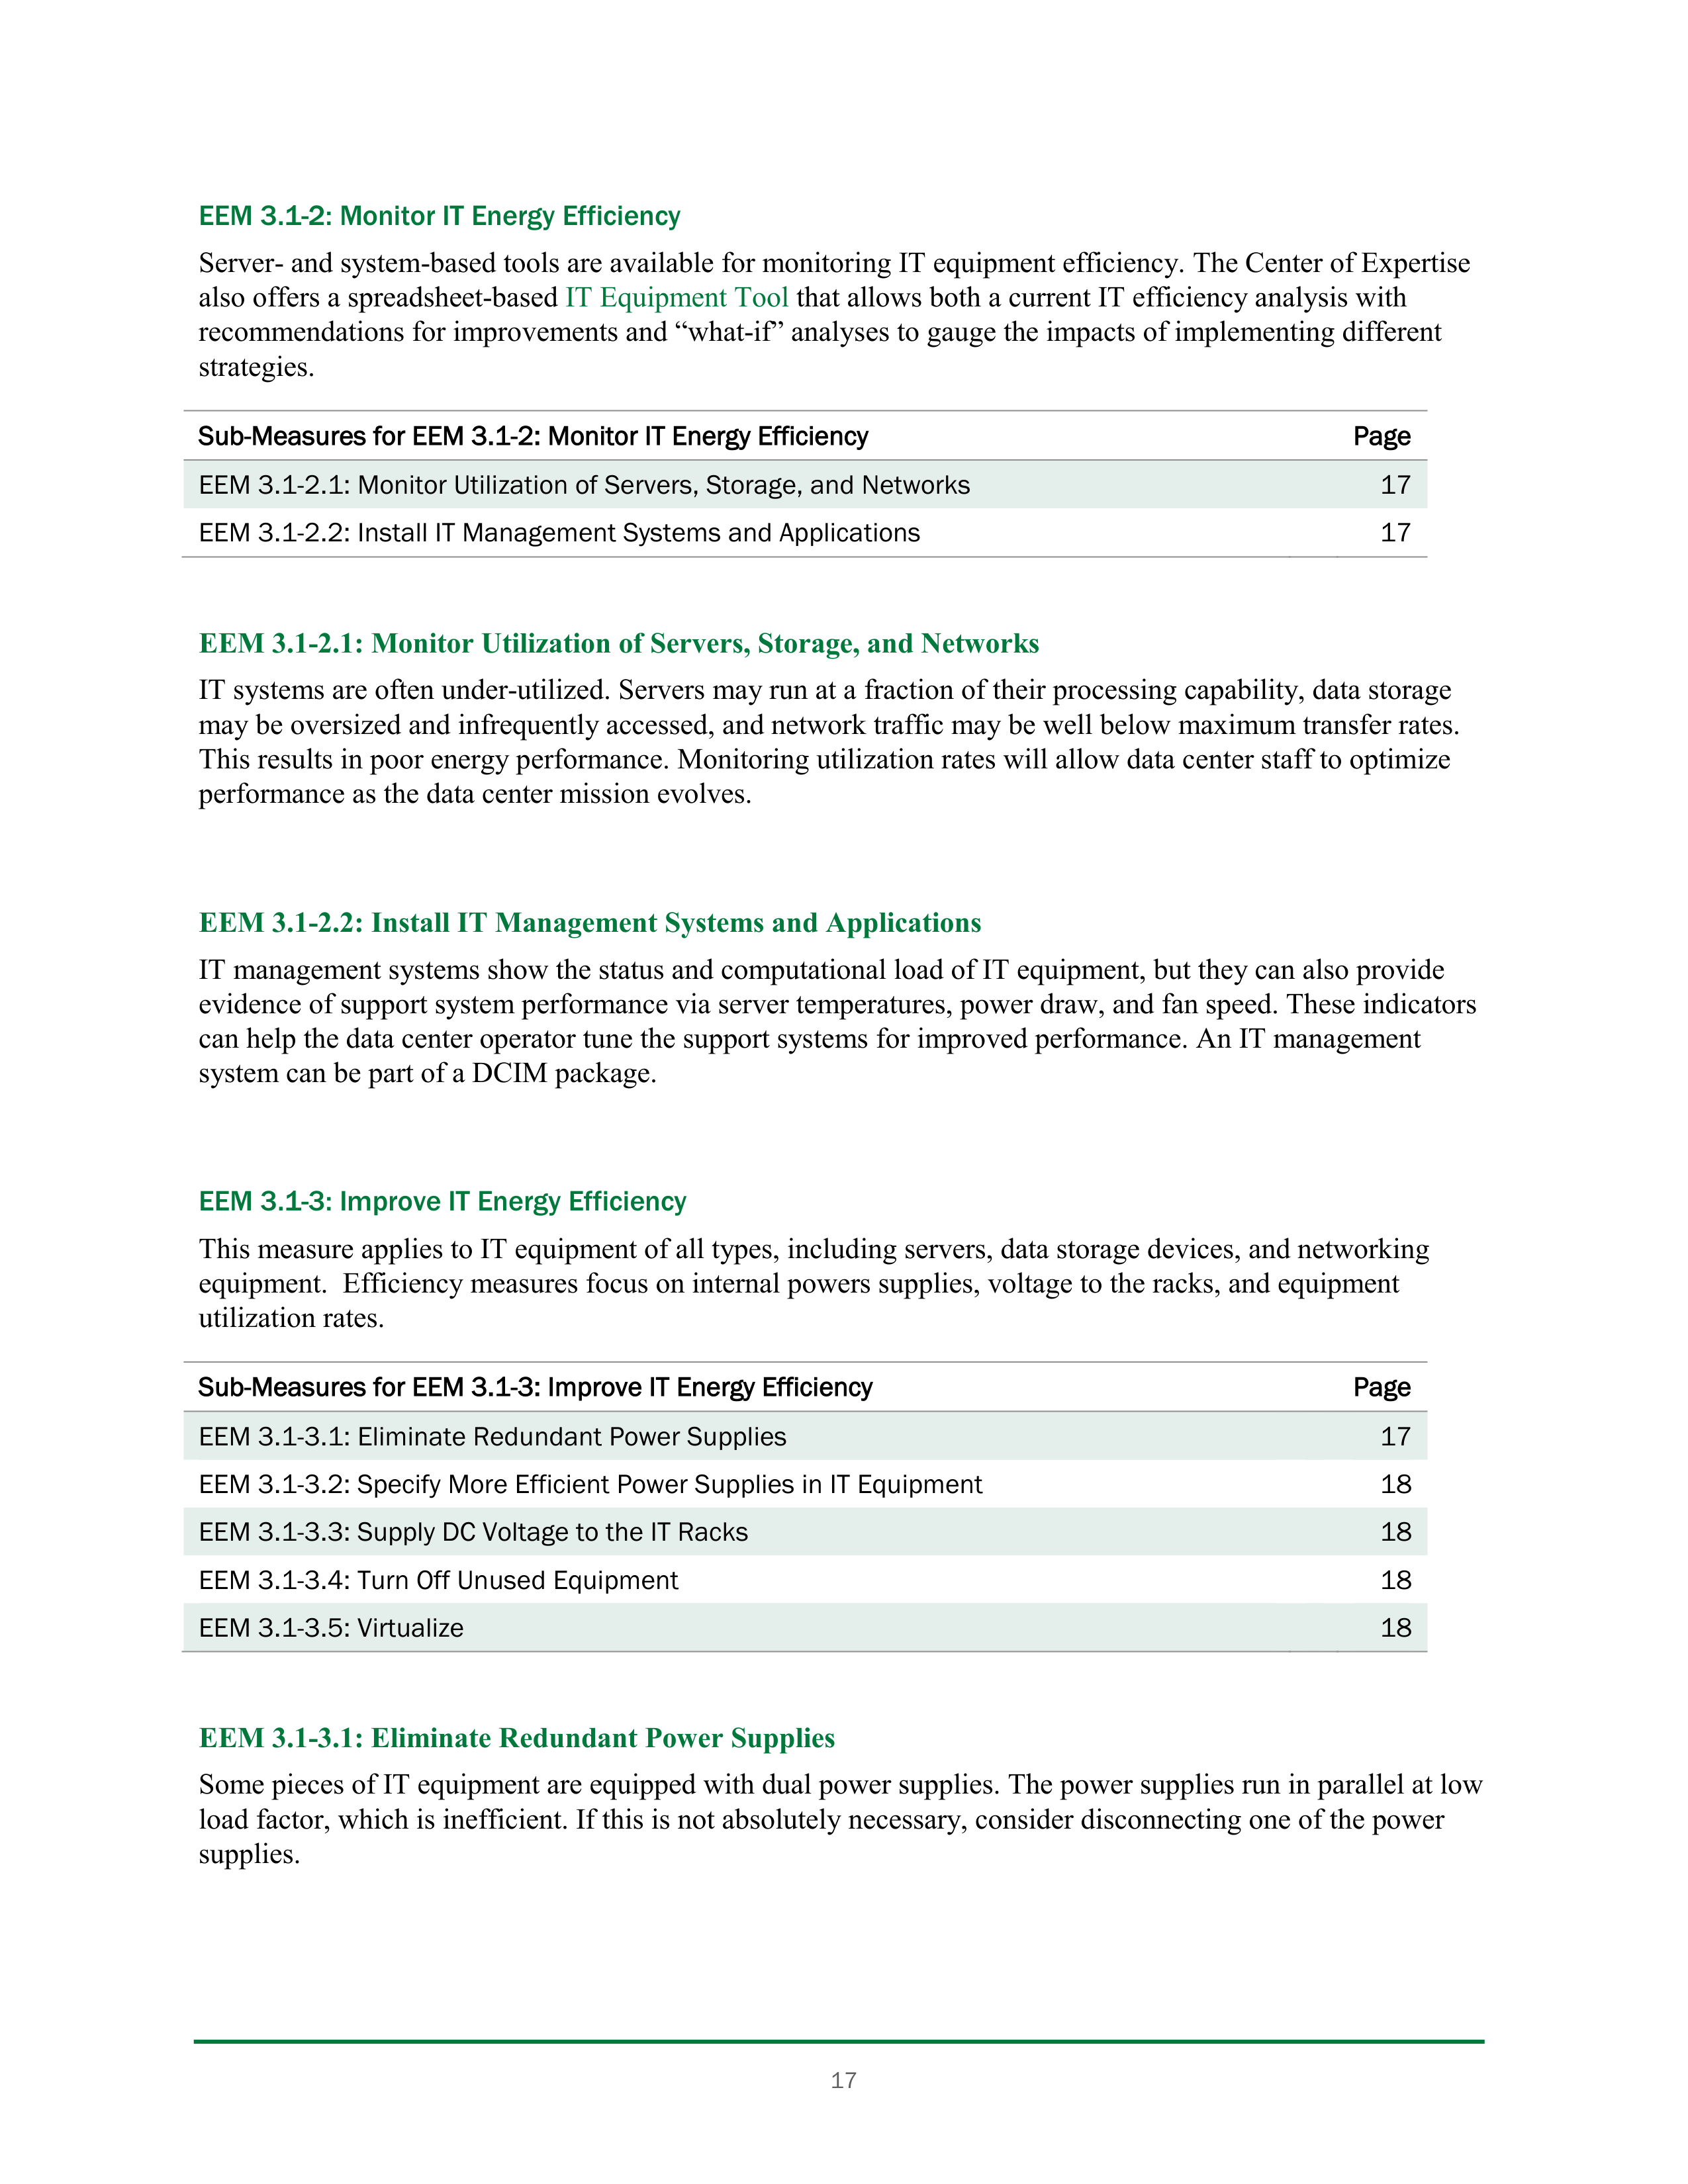 EEM 3.1-2: Monitor IT Energy Efficiency
Server- and system-based tools are available for monitoring IT equipment efficiency. The Center of Expertise
also offers a spreadsheet-based IT Equipment Tool that allows both a current IT efficiency analysis with
recommendations for improvements and “what-if” analyses to gauge the impacts of implementing different
strategies.
Sub-Measures for EEM 3.1-2: Monitor IT Energy Efficiency Page
EEM 3.1-2.1: Monitor Utilization of Servers, Storage, and Networks 17
EEM 3.1-2.2: Install IT Management Systems and Applications 17
EEM 3.1-2.1: Monitor Utilization of Servers, Storage, and Networks
IT systems are often under-utilized. Servers may run at a fraction of their processing capability, data storage
may be oversized and infrequently accessed, and network traffic may be well below maximum transfer rates.
This results in poor energy performance. Monitoring utilization rates will allow data center staff to optimize
performance as the data center mission evolves.
EEM 3.1-2.2: Install IT Management Systems and Applications
IT management systems show the status and computational load of IT equipment, but they can also provide
evidence of support system performance via server temperatures, power draw, and fan speed. These indicators
can help the data center operator tune the support systems for improved performance. An IT management
system can be part of a DCIM package.
EEM 3.1-3: Improve IT Energy Efficiency
This measure applies to IT equipment of all types, including servers, data storage devices, and networking
equipment.  Efficiency measures focus on internal powers supplies, voltage to the racks, and equipment
utilization rates.
Sub-Measures for EEM 3.1-3: Improve IT Energy Efficiency Page
EEM 3.1-3.1: Eliminate Redundant Power Supplies 17
EEM 3.1-3.2: Specify More Efficient Power Supplies in IT Equipment 18
EEM 3.1-3.3: Supply DC Voltage to the IT Racks 18
EEM 3.1-3.4: Turn Off Unused Equipment 18
EEM 3.1-3.5: Virtualize 18
EEM 3.1-3.1: Eliminate Redundant Power Supplies
Some pieces of IT equipment are equipped with dual power supplies. The power supplies run in parallel at low
load factor, which is inefficient. If this is not absolutely necessary, consider disconnecting one of the power
supplies.
17